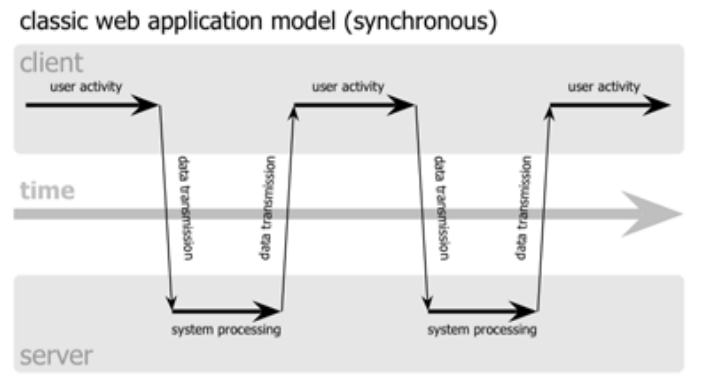 classic web application model (synchronous)
client
user activity
user activity
user activity
data transmission
data transmission
data transmission
data transmission
time
system processing
system processing
server